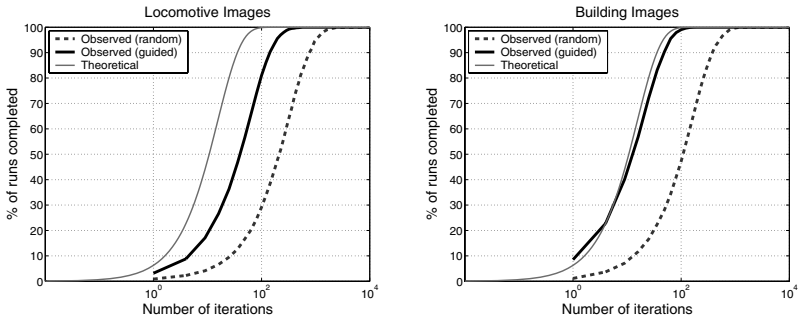 Locomotive Images
100
90
80
70
60
50
40
30
20
10
0
% of runs completed
Observed (random)
Observed (guided)
Theoretical
10^0
10^2
10^4
Number of iterations
Building Images
100
90
80
70
60
50
40
30
20
10
0
% of runs completed
Observed (random)
Observed (guided)
Theoretical
10^0
10^2
10^4
Number of iterations